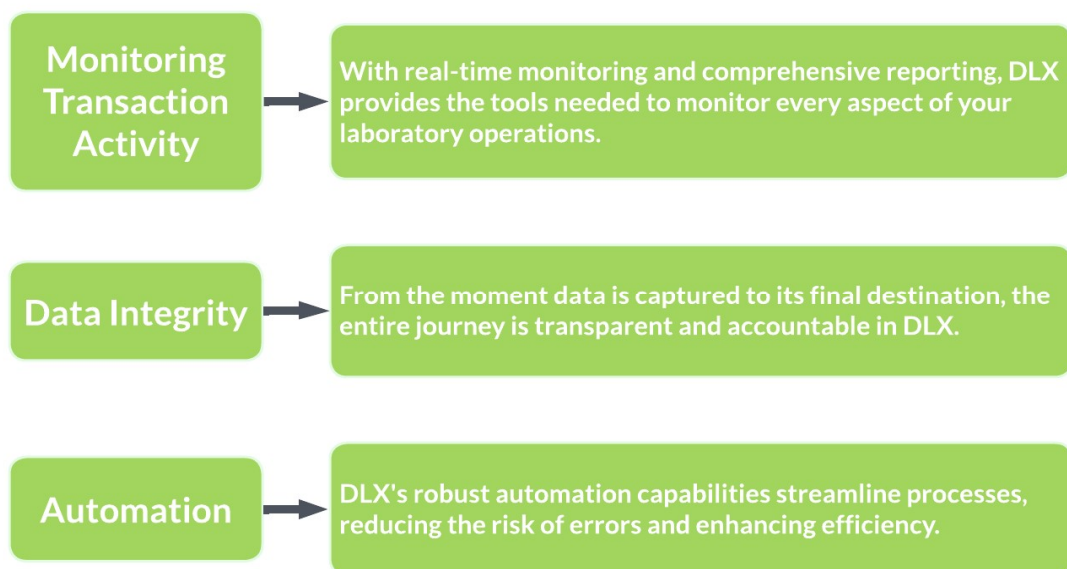 Monitoring
Transaction
Activity
With real-time monitoring and comprehensive reporting, DLX
provides the tools needed to monitor every aspect of your
laboratory operations.
Data Integrity
From the moment data is captured to its final destination, the
entire journey is transparent and accountable in DLX.
Automation
DLX's robust automation capabilities streamline processes,
reducing the risk of errors and enhancing efficiency.